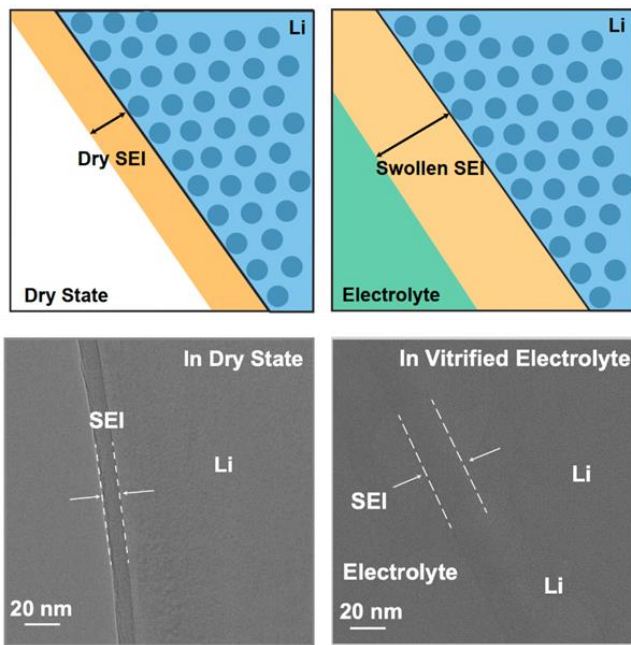 Li
Dry SEI
Dry State
Li
Swollen SEI
Electrolyte
In Dry State
SEI
Li
20 nm
In Vitrified Electrolyte
Li
SEI
Electrolyte
Li
20 nm